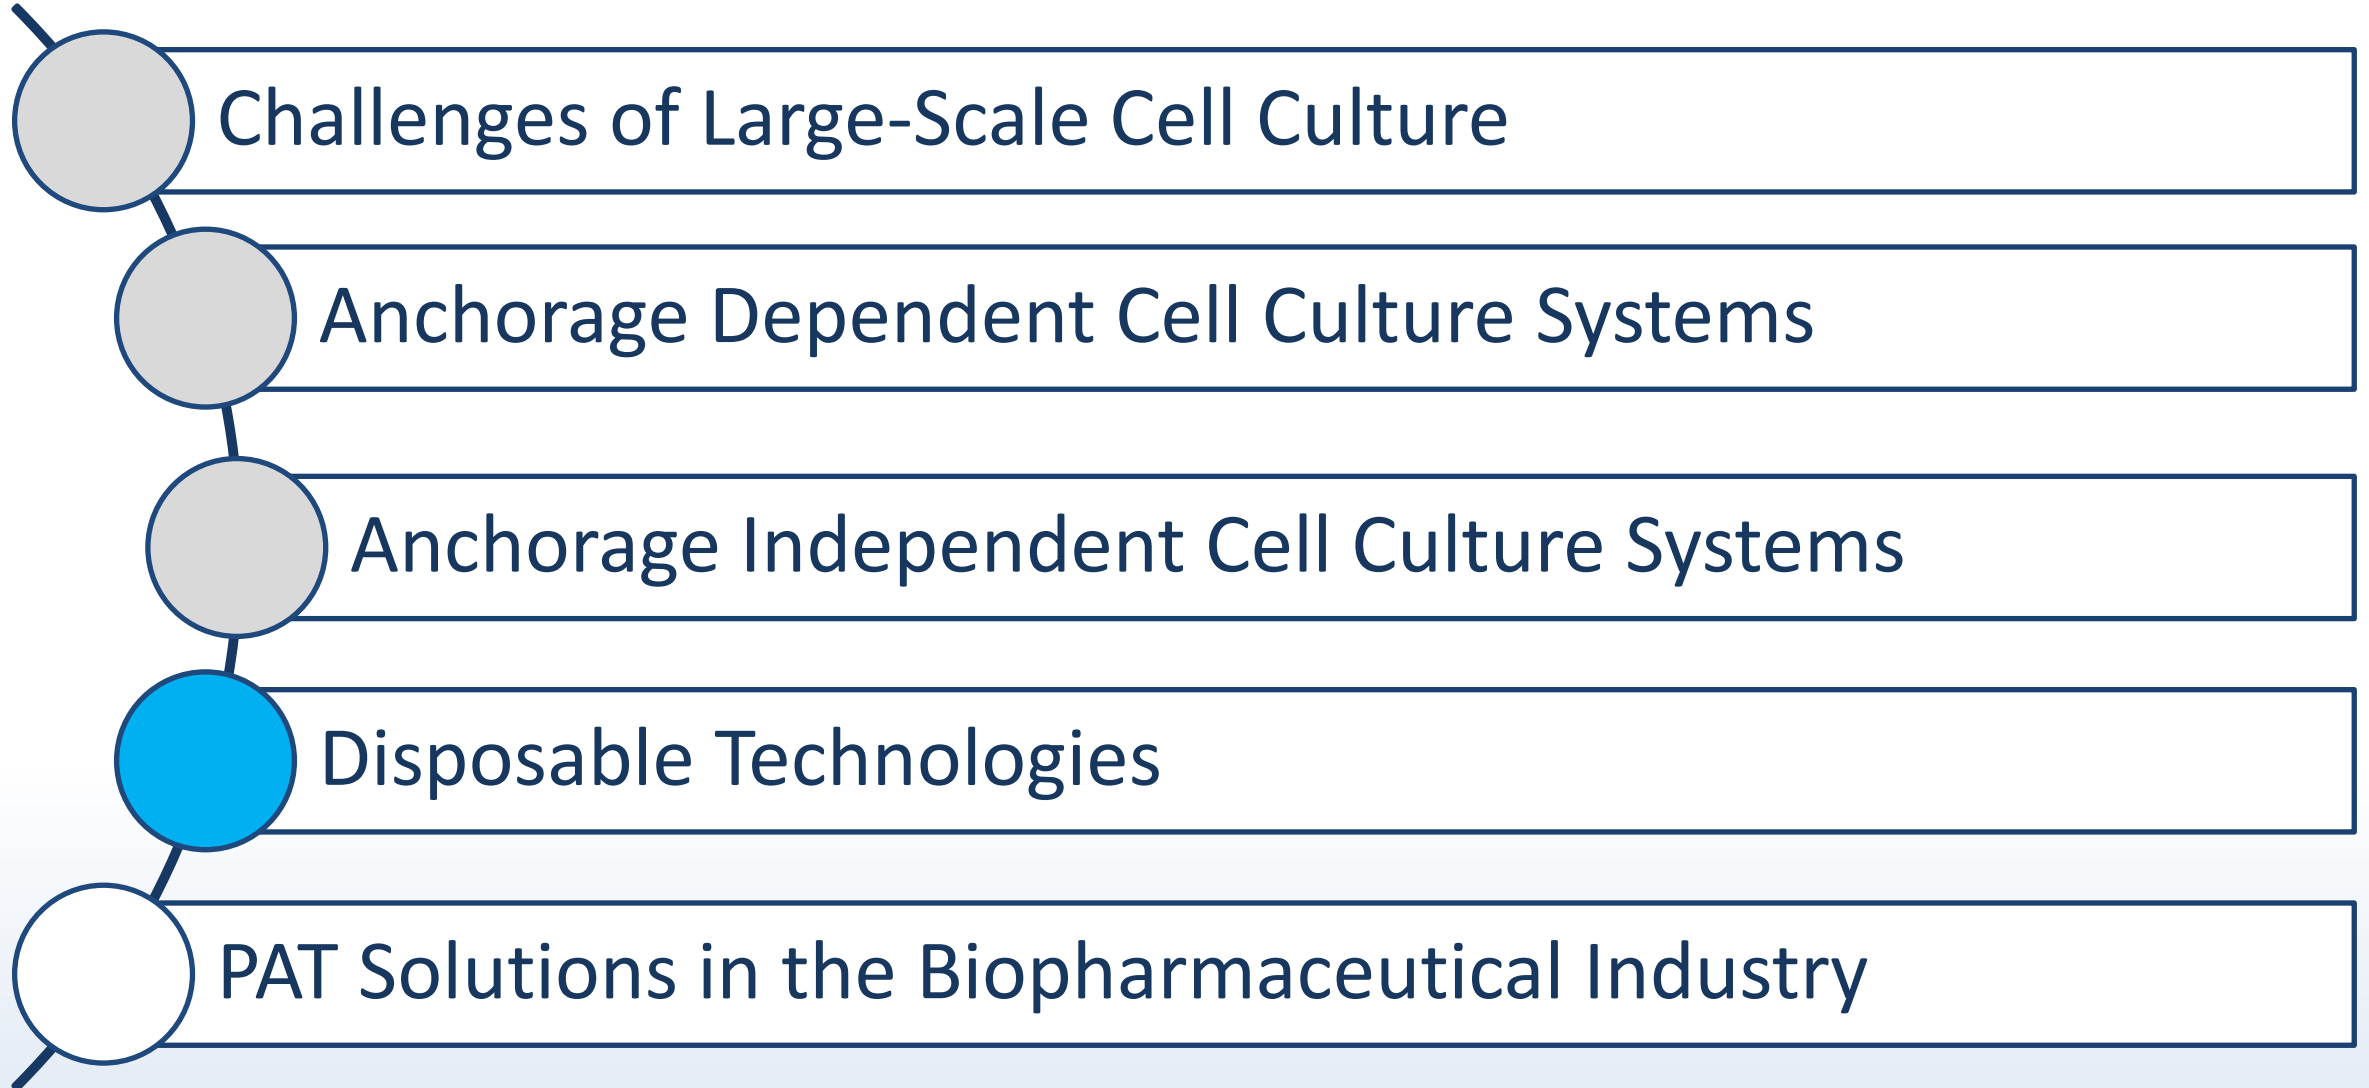 Challenges of Large-Scale Cell Culture
Anchorage Dependent Cell Culture Systems
Anchorage Independent Cell Culture Systems
Disposable Technologies
PAT Solutions in the Biopharmaceutical Industry